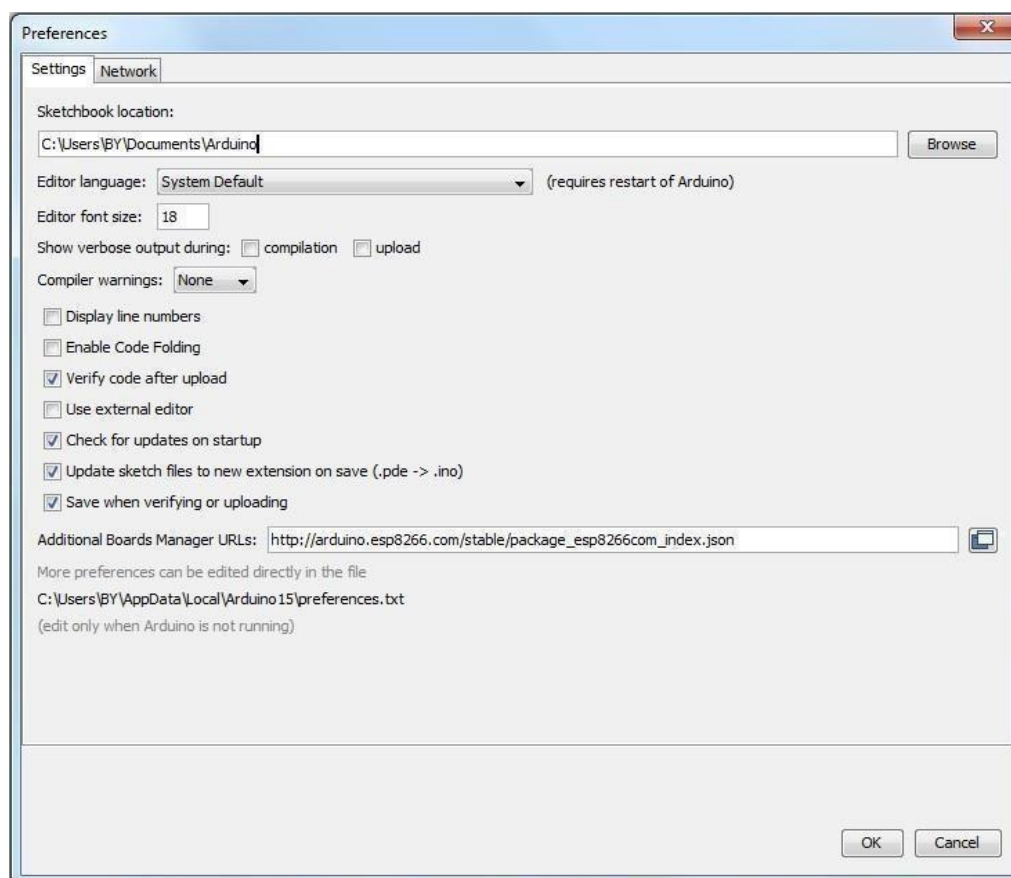 Preferences
Settings Network
Sketchbook location:
C:\Users\BY\Documents\Arduino Browse
Editor language: System Default (requires restart of Arduino)
Editor font size: 18
Show verbose output during: compilation upload
Compiler warnings: None
Display line numbers
Enable Code Folding
Verify code after upload
Use external editor
Check for updates on startup
Update sketch files to new extension on save (.pde -> .ino)
Save when verifying or uploading
Additional Boards Manager URLs: http://arduino.esp8266.com/stable/package_esp8266com_index.json
More preferences can be edited directly in the file
C:\Users\BY\AppData\Local\Arduino15\preferences.txt
(edit only when Arduino is not running)
OK Cancel